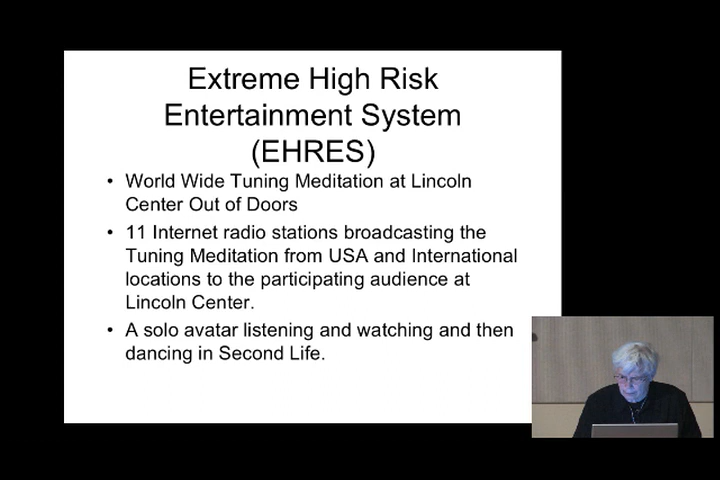 Extreme High Risk
Entertainment System
(EHRES)
• World Wide Tuning Meditation at Lincoln
Center Out of Doors
• 11 Internet radio stations broadcasting the
Tuning Meditation from USA and International
locations to the participating audience at
Lincoln Center.
• A solo avatar listening and watching and then
dancing in Second Life.